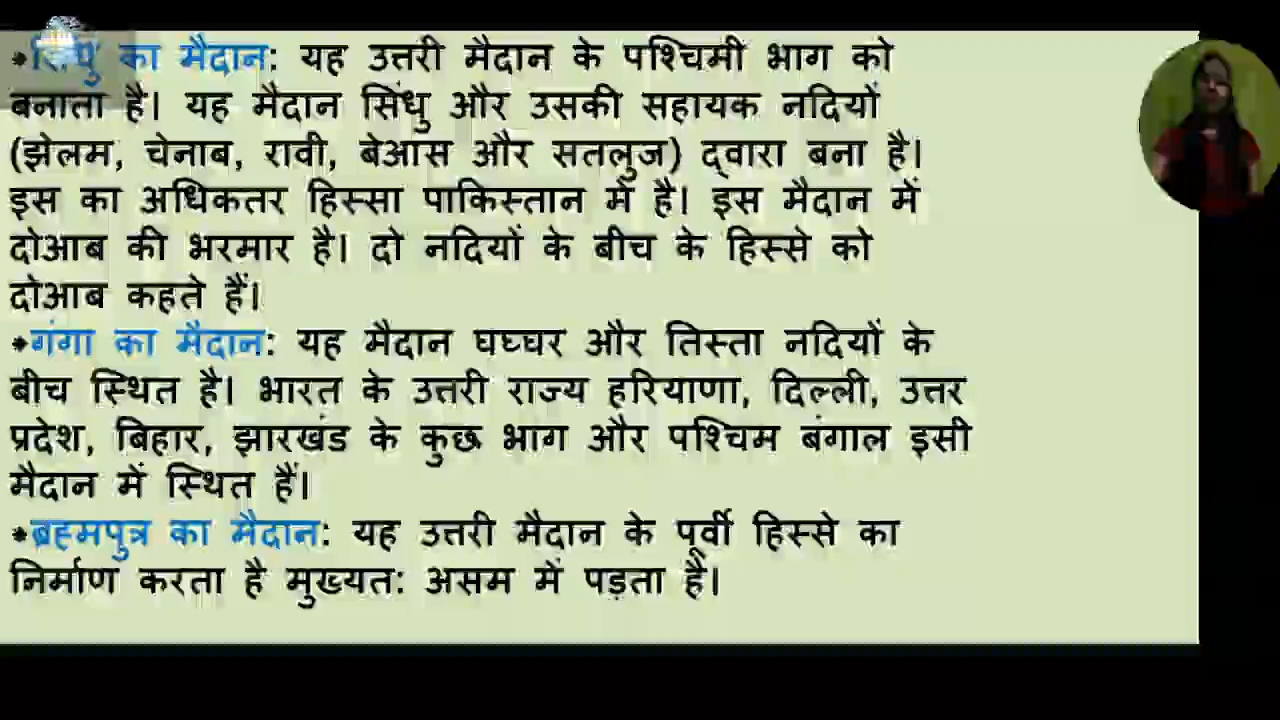 •सिंधु का मैदान: यह उत्तरी मैदान के पश्चिमी भाग को
बनाता है। यह मैदान सिंधु और उसकी सहायक नदियों
(झेलम, चेनाब, रावी, बेआस और सतलुज) द्वारा बना है।
इस का अधिकतर हिस्सा पाकिस्तान में है। इस मैदान में
दोआब की भरमार है। दो नदियों के बीच के हिस्से को
दोआब कहते हैं।
•गंगा का मैदान: यह मैदान घघ्घर और तिस्ता नदियों के
बीच स्थित है। भारत के उत्तरी राज्य हरियाणा, दिल्ली, उत्तर
प्रदेश, बिहार, झारखंड के कुछ भाग और पश्चिम बंगाल इसी
मैदान में स्थित हैं।
•ब्रह्मपुत्र का मैदान: यह उत्तरी मैदान के पूर्वी हिस्से का
निर्माण करता है मुख्यत: असम में पड़ता है।